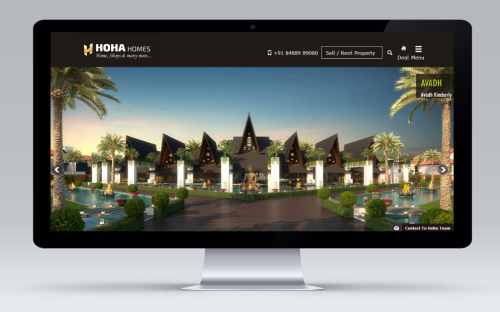 HOHA HOMES
Home, Shops & many more...
+91 84889 89080
Sell / Rent Property
Deal Menu
AVADH
Avadh Kimberly
Contact To Hoha Team